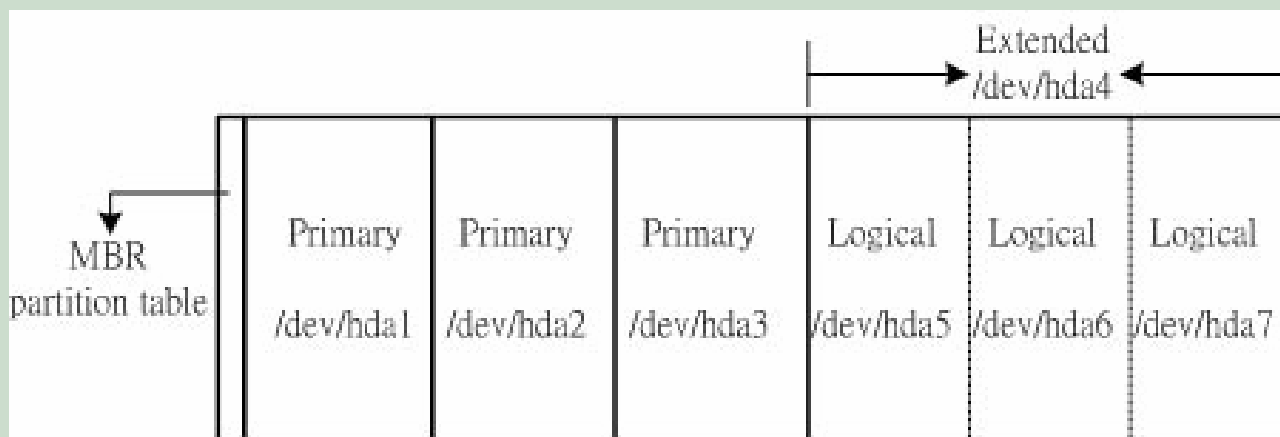 Extended
/dev/hda4
MBR
partition table
Primary
/dev/hda1
Primary
/dev/hda2
Primary
/dev/hda3
Logical
/dev/hda5
Logical
/dev/hda6
Logical
/dev/hda7